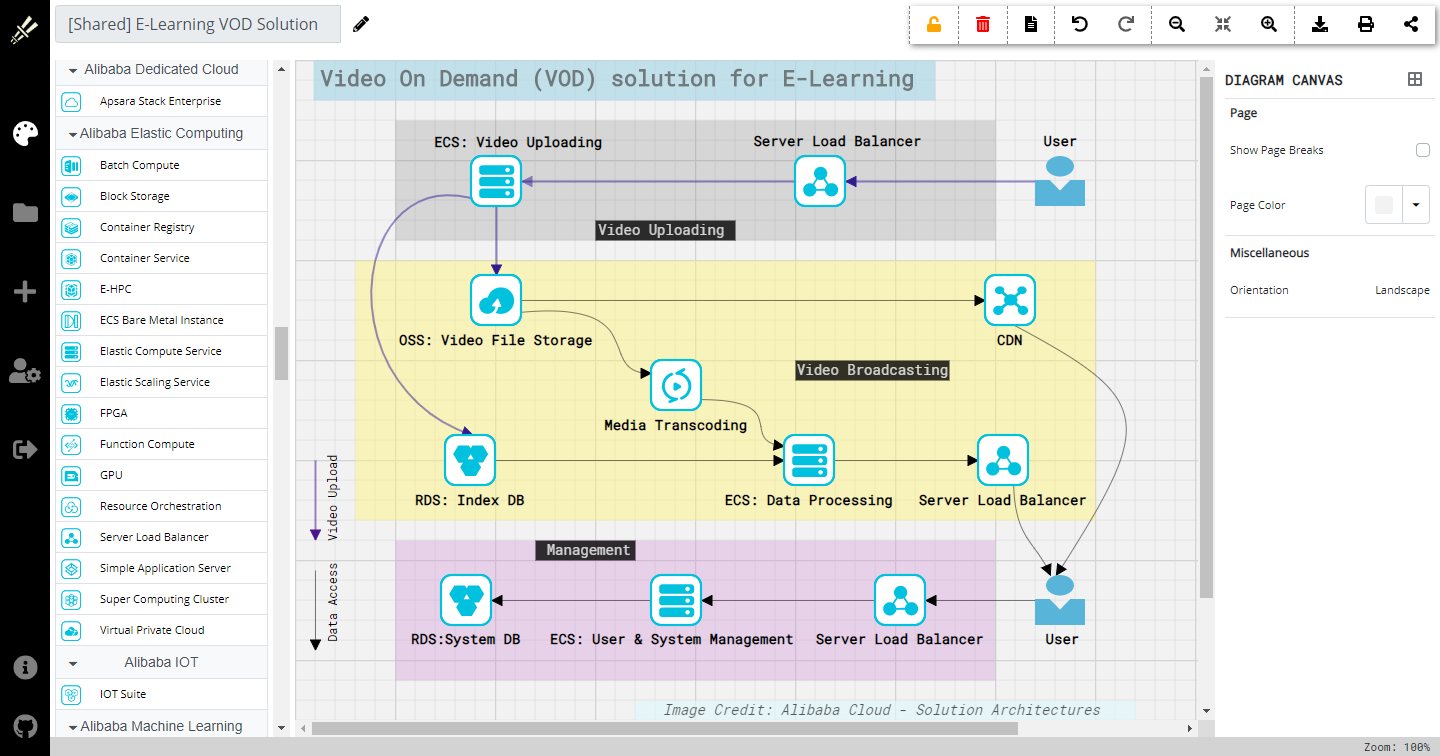 [Shared] E-Learning VOD Solution
Alibaba Dedicated Cloud
Apsara Stack Enterprise
Alibaba Elastic Computing
Batch Compute
Block Storage
Container Registry
Container Service
E-HPC
ECS Bare Metal Instance
Elastic Compute Service
Elastic Scaling Service
FPGA
Function Compute
GPU
Resource Orchestration
Server Load Balancer
Simple Application Server
Super Computing Cluster
Virtual Private Cloud
Alibaba IOT
IOT Suite
Alibaba Machine Learning
Video On Demand (VOD) solution for E-Learning
ECS: Video Uploading
Server Load Balancer
User
Video Uploading
OSS: Video File Storage
CDN
Video Broadcasting
Media Transcoding
RDS: Index DB
ECS: Data Processing
Server Load Balancer
Video Upload
Data Access
Management
RDS:System DB
ECS: User & System Management
Server Load Balancer
User
Image Credit: Alibaba Cloud - Solution Architectures
DIAGRAM CANVAS
Page
Show Page Breaks
Page Color
Miscellaneous
Orientation
Landscape
Zoom: 100%